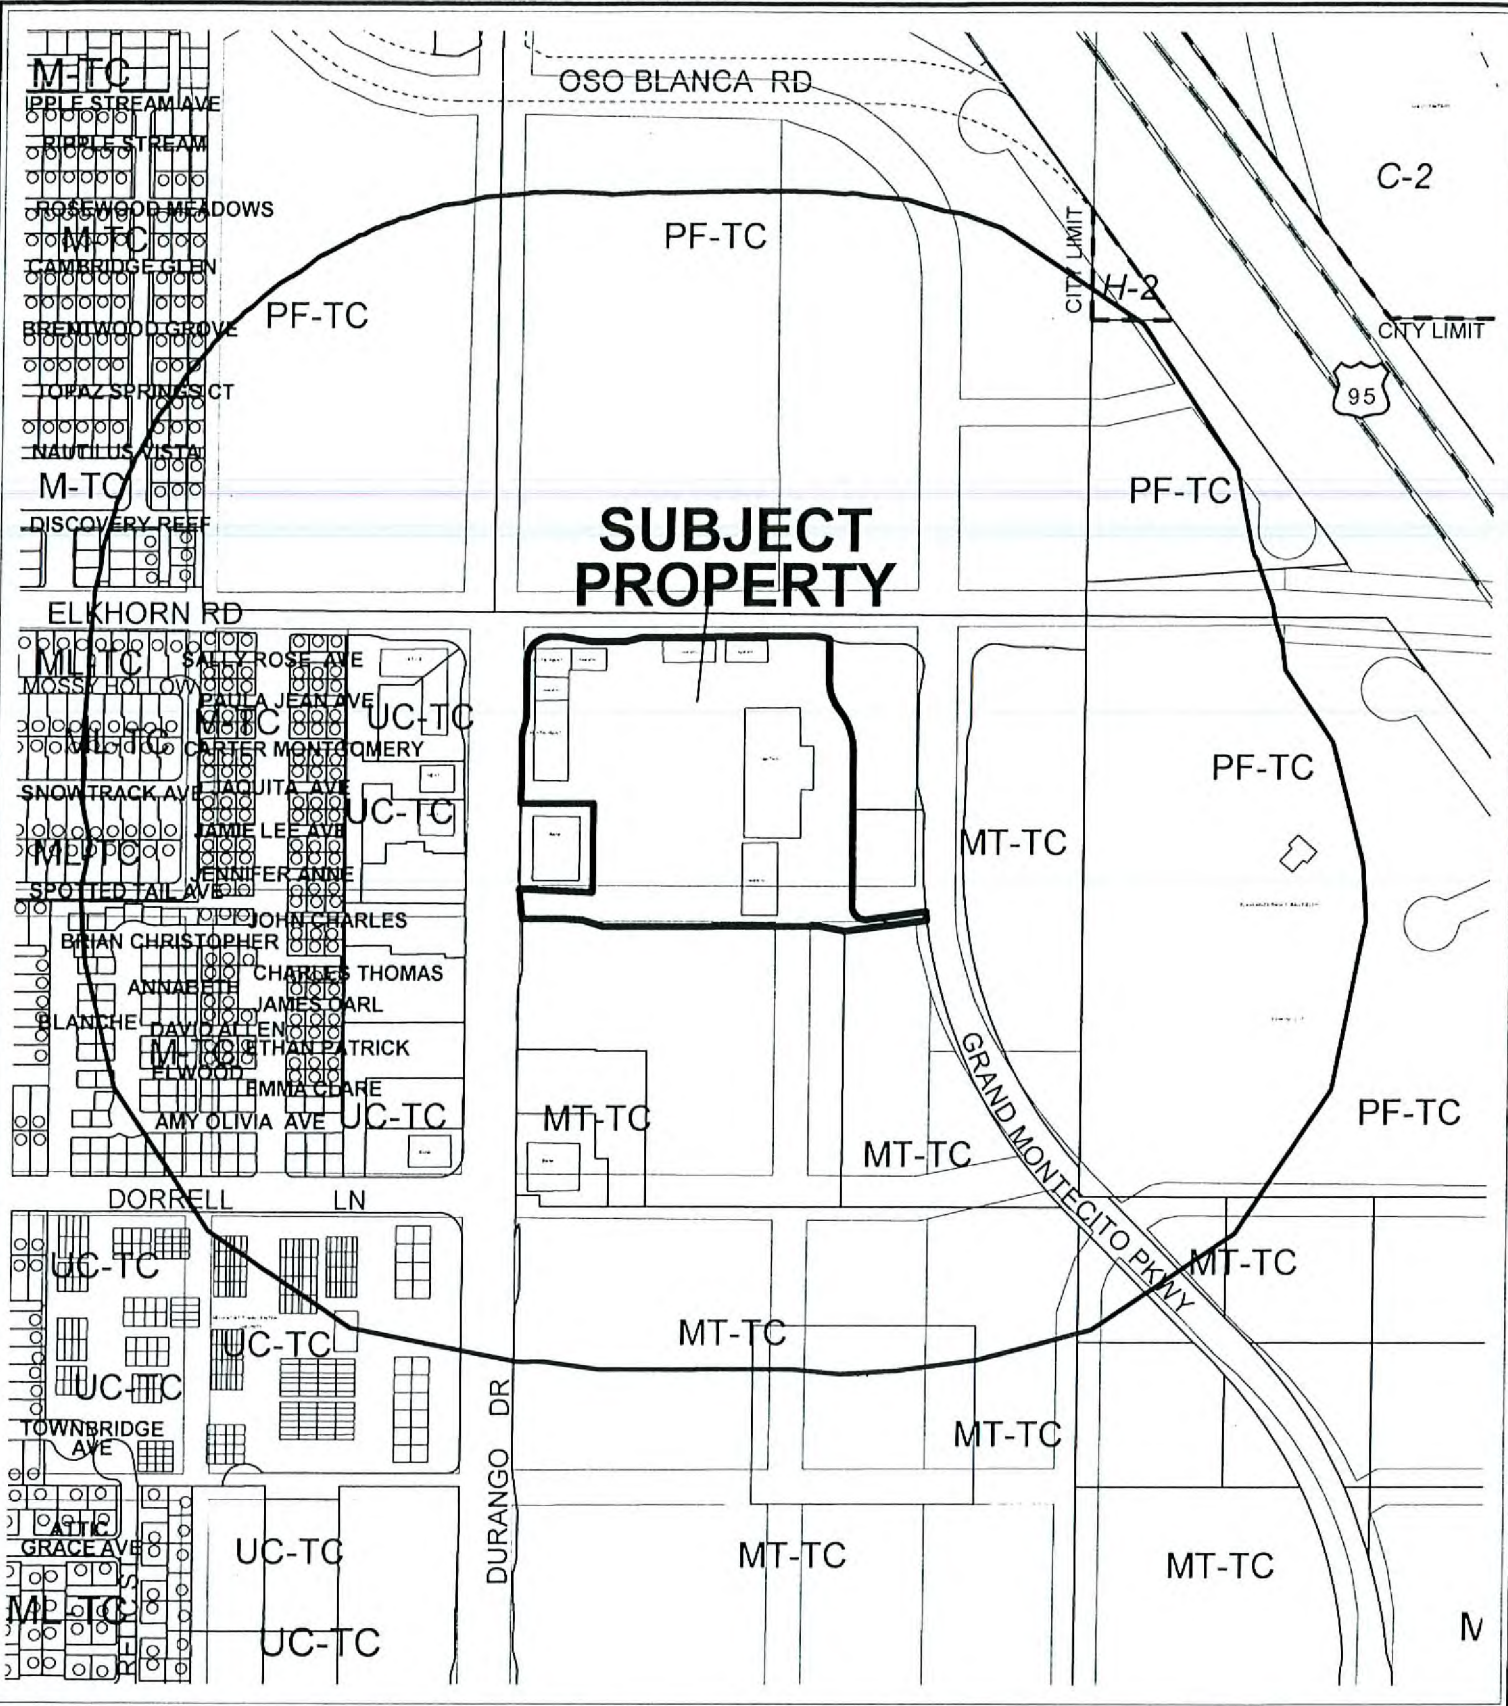 M-TC
IPPLE STREAM AVE
RIPPLE STREAM
ROSEWOOD MEADOWS
M-TC
CAMBRIDGE GLEN
BRENTWOOD GROVE
TOPAZ SPRINGS CT
NAUTILUS VISTA
M-TC
DISCOVERY REEF
OSO BLANCA RD
PF-TC
PF-TC
CITY LIMIT
H-2
C-2
CITY LIMIT
95
PF-TC
SUBJECT
PROPERTY
ELKHORN RD
ML-TC
SALLY ROSE AVE
MOSSY HOLLOW
PAULA JEAN AVE
M-TC
UC-TC
ML-TC
CARTER MONTGOMERY
SNOWTRACK AVE
JAQUITA AVE
UC-TC
JAMIE LEE AVE
ML-TC
JENNIFER ANNE
SPOTTED TAIL AVE
JOHN CHARLES
BRIAN CHRISTOPHER
CHARLES THOMAS
ANNABETH
JAMES CARL
BLANCHE
DAVID ALLEN
M-TC
ETHAN PATRICK
ELWOOD
EMMA CLARE
AMY OLIVIA AVE
UC-TC
PF-TC
MT-TC
GRAND MONTECITO PKWY
PF-TC
MT-TC
MT-TC
DORRELL LN
UC-TC
MT-TC
UC-TC
MT-TC
UC-TC
TOWNBRIDGE
AVE
DURANGO DR
MT-TC
ATTIC
GRACE AVE
UC-TC
MT-TC
MT-TC
ML-TC
UC-TC
M